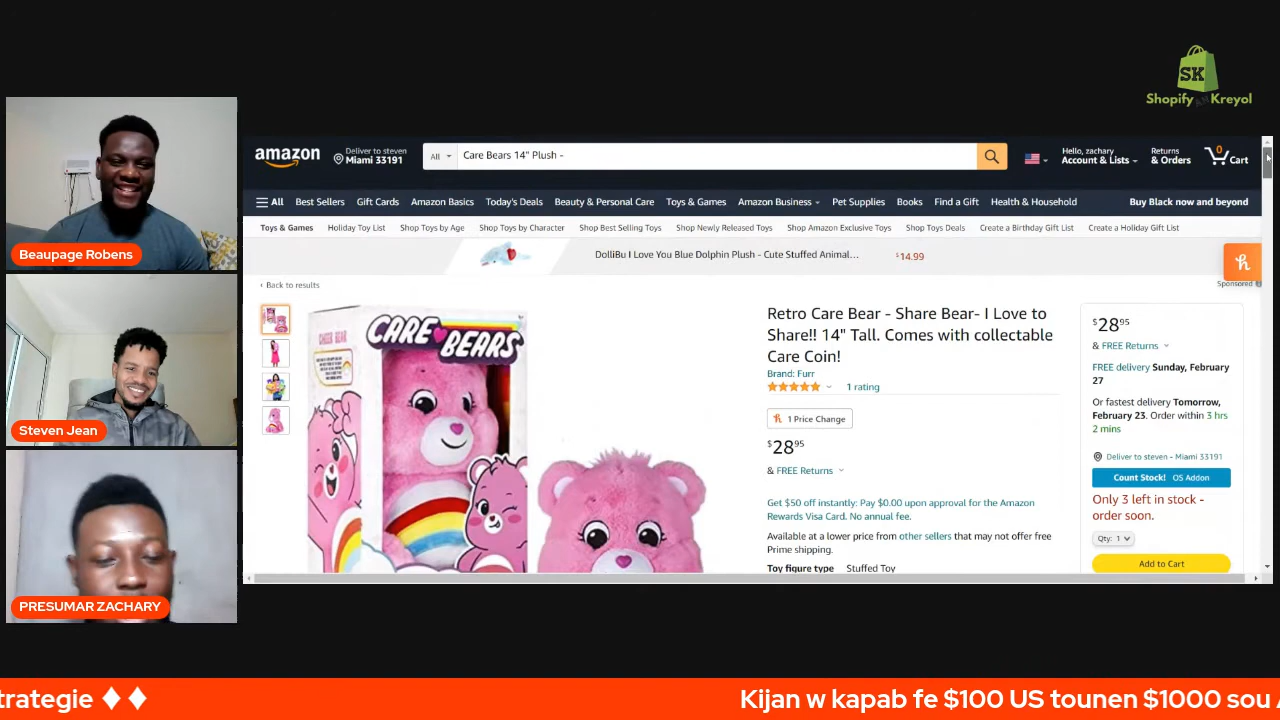 SK
Shopify AN Kreyol
Beaupage Robens
Steven Jean
PRESUMAR ZACHARY
amazon
Deliver to steven
Miami 33191
All
Care Bears 14" Plush -
Hello, zachary
Account & Lists
Returns
& Orders
0
Cart
All
Best Sellers
Gift Cards
Amazon Basics
Today's Deals
Beauty & Personal Care
Toys & Games
Amazon Business
Pet Supplies
Books
Find a Gift
Health & Household
Buy Black now and beyond
Toys & Games
Holiday Toy List
Shop Toys by Age
Shop Toys by Character
Shop Best Selling Toys
Shop Newly Released Toys
Shop Amazon Exclusive Toys
Shop Toys Deals
Create a Birthday Gift List
Create a Holiday Gift List
DolliBu I Love You Blue Dolphin Plush - Cute Stuffed Animal...
$14.99
h
Sponsored
‹ Back to results
CARE BEARS
CHEER BEAR
Retro Care Bear - Share Bear- I Love to
Share!! 14" Tall. Comes with collectable
Care Coin!
Brand: Furr
1 rating
1 Price Change
$28.95
& FREE Returns
Get $50 off instantly: Pay $0.00 upon approval for the Amazon
Rewards Visa Card. No annual fee.
Available at a lower price from other sellers that may not offer free
Prime shipping.
Toy figure type Stuffed Toy
$28.95
& FREE Returns
FREE delivery Sunday, February
27
Or fastest delivery Tomorrow,
February 23. Order within 3 hrs
2 mins
Deliver to steven - Miami 33191
Count Stock! OS Addon
Only 3 left in stock -
order soon.
Qty: 1
Add to Cart
trategie ♦♦ Kijan w kapab fe $100 US tounen $1000 sou